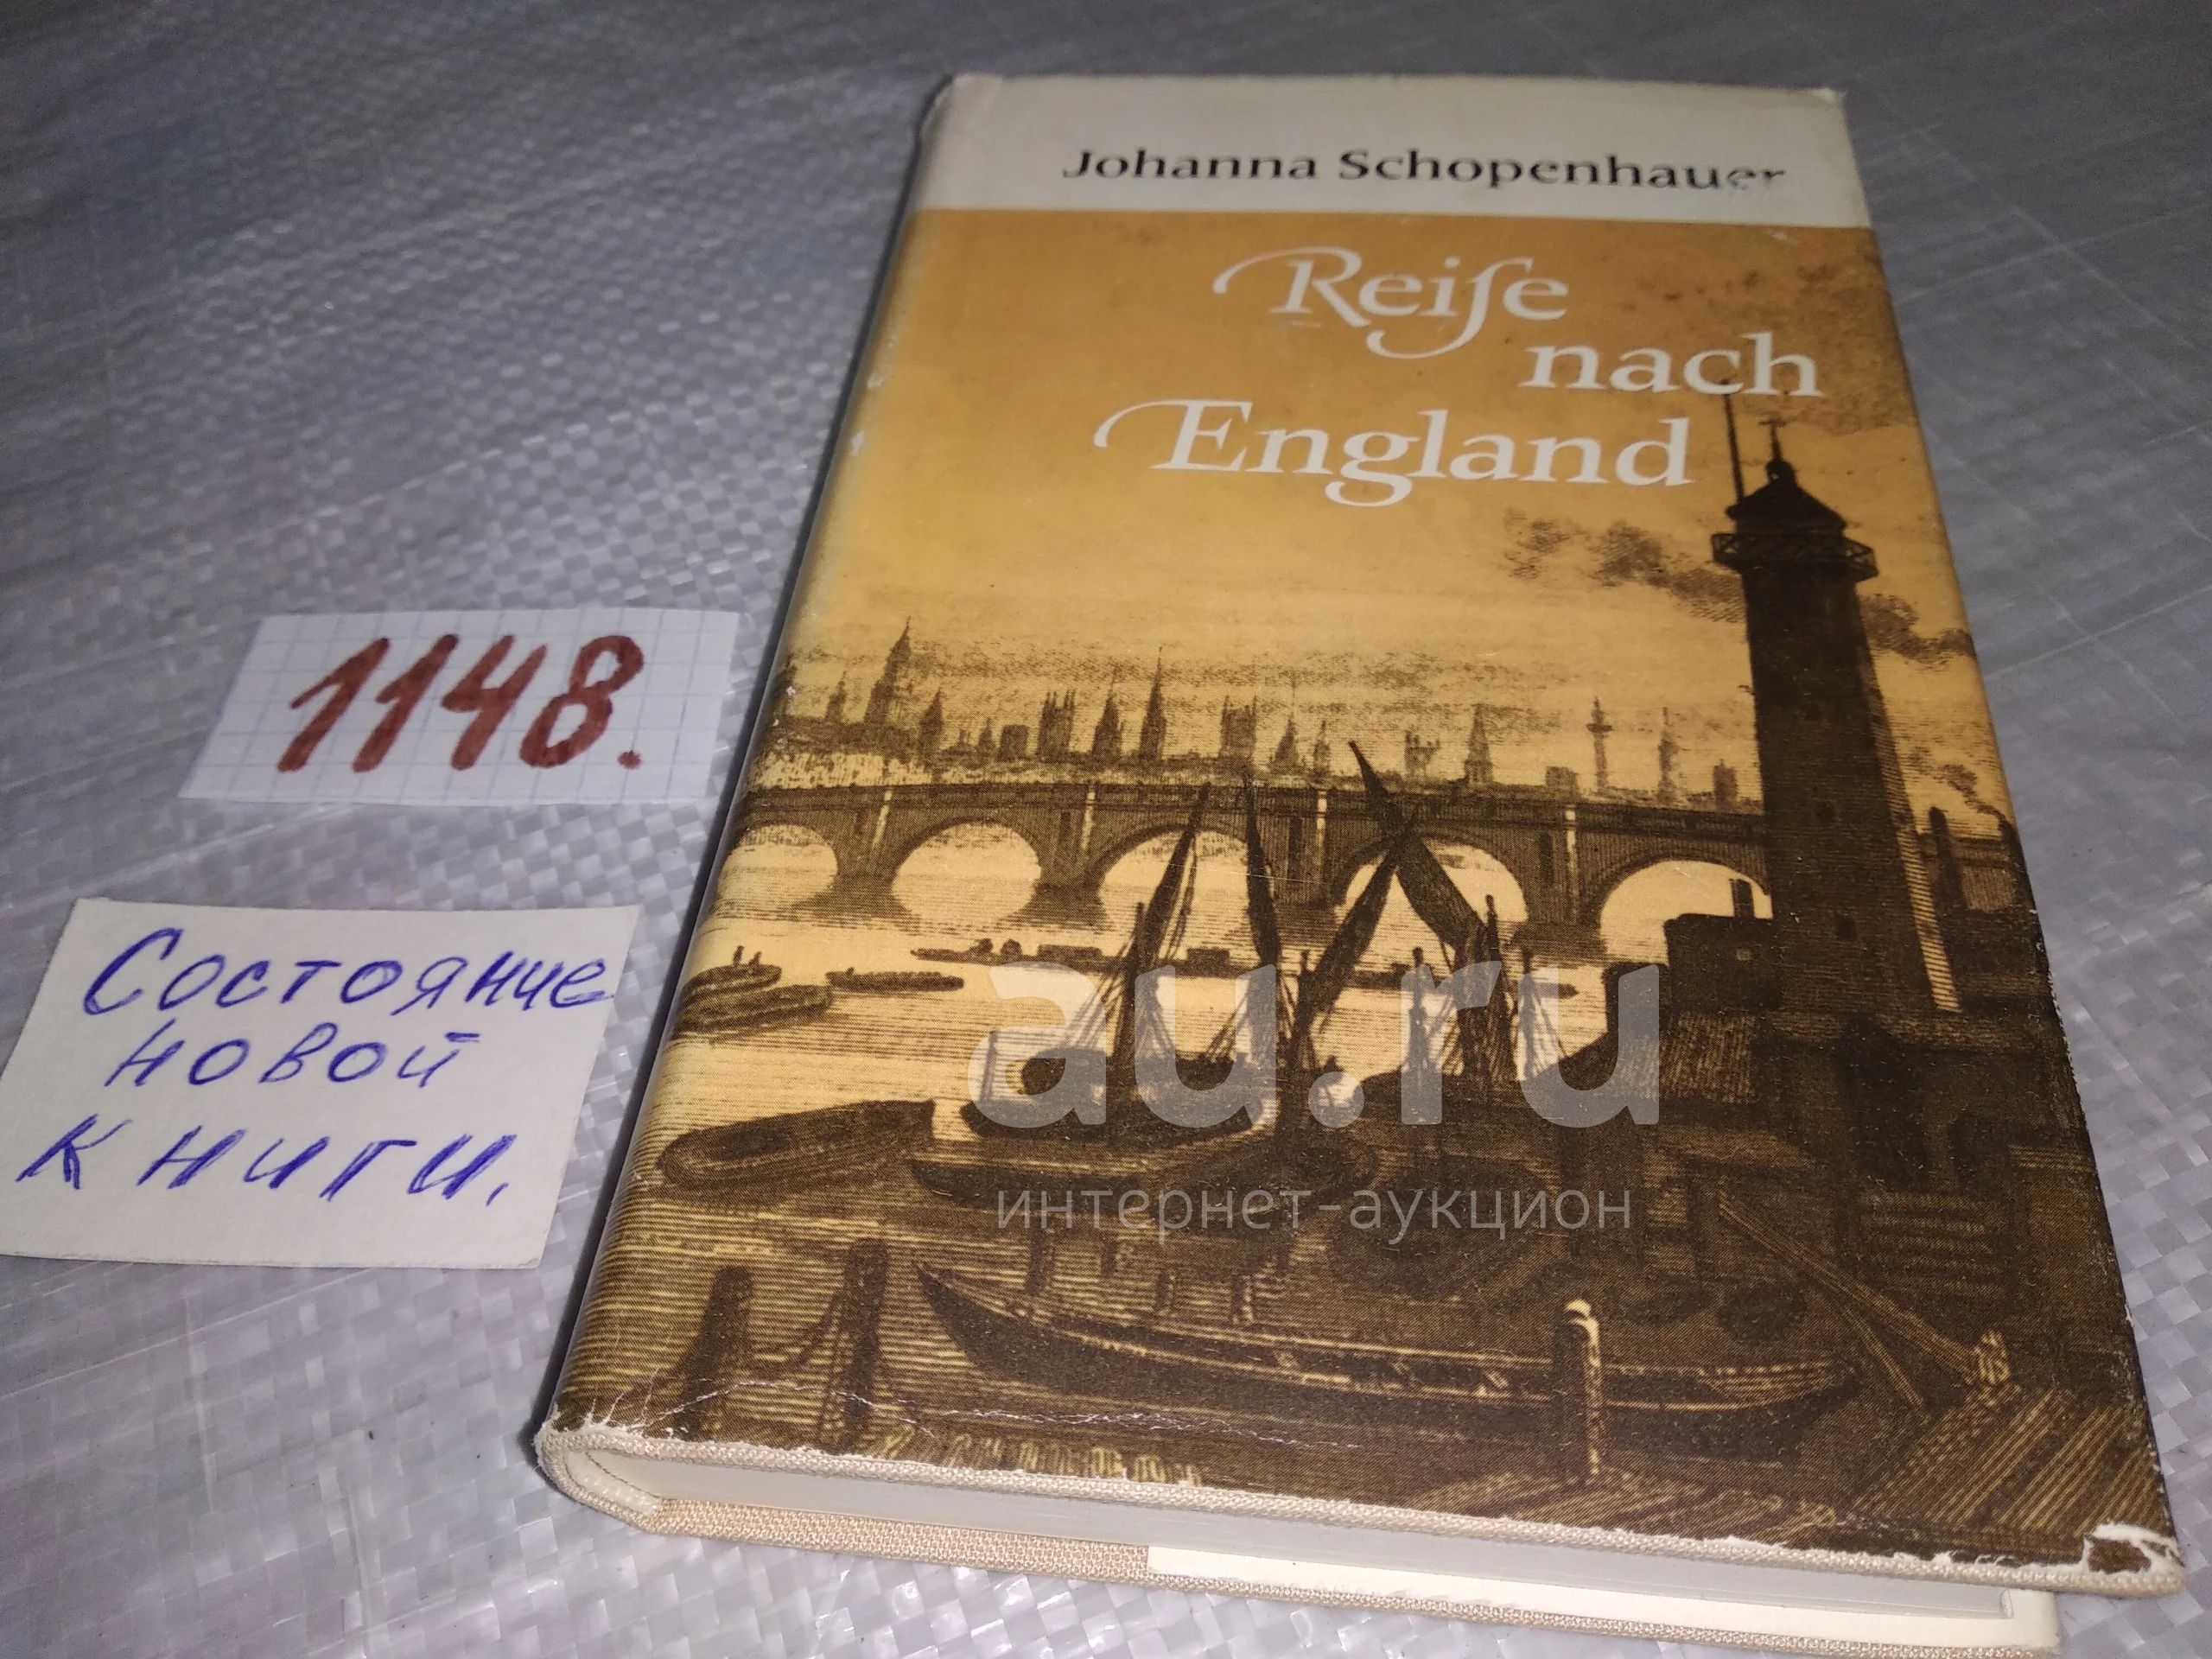 Johanna Schopenhauer
Reiſe
nach
England
1148.
Состояние
новой
книги.
au.ru
интернет-аукцион